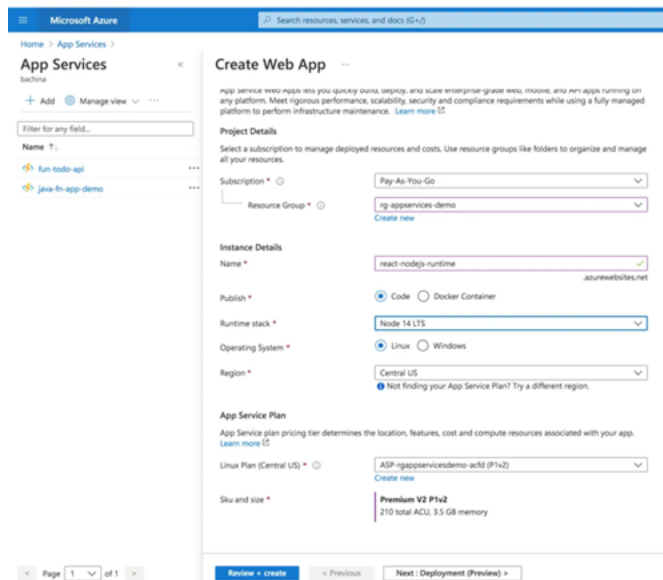 Microsoft Azure
Search resources, services, and docs (G+/)
Home > App Services >
App Services
bachina
+ Add
Manage view
Filter for any field...
Name ↑↓
fun-todo-api
java-fn-app-demo
< Page 1 of 1 >
Create Web App
App Service Web Apps lets you quickly build, deploy, and scale enterprise-grade web, mobile, and API apps running on
any platform. Meet rigorous performance, scalability, security and compliance requirements while using a fully managed
platform to perform infrastructure maintenance. Learn more
Project Details
Select a subscription to manage deployed resources and costs. Use resource groups like folders to organize and manage
all your resources.
Subscription *
Pay-As-You-Go
Resource Group *
rg-appservices-demo
Create new
Instance Details
Name *
react-nodejs-runtime
.azurewebsites.net
Publish *
Code Docker Container
Runtime stack *
Node 14 LTS
Operating System *
Linux Windows
Region *
Central US
Not finding your App Service Plan? Try a different region.
App Service Plan
App Service plan pricing tier determines the location, features, cost and compute resources associated with your app.
Learn more
Linux Plan (Central US) *
ASP-rgappservicesdemo-acfd (P1v2)
Create new
Sku and size *
Premium V2 P1v2
210 total ACU, 3.5 GB memory
Review + create
< Previous
Next : Deployment (Preview) >